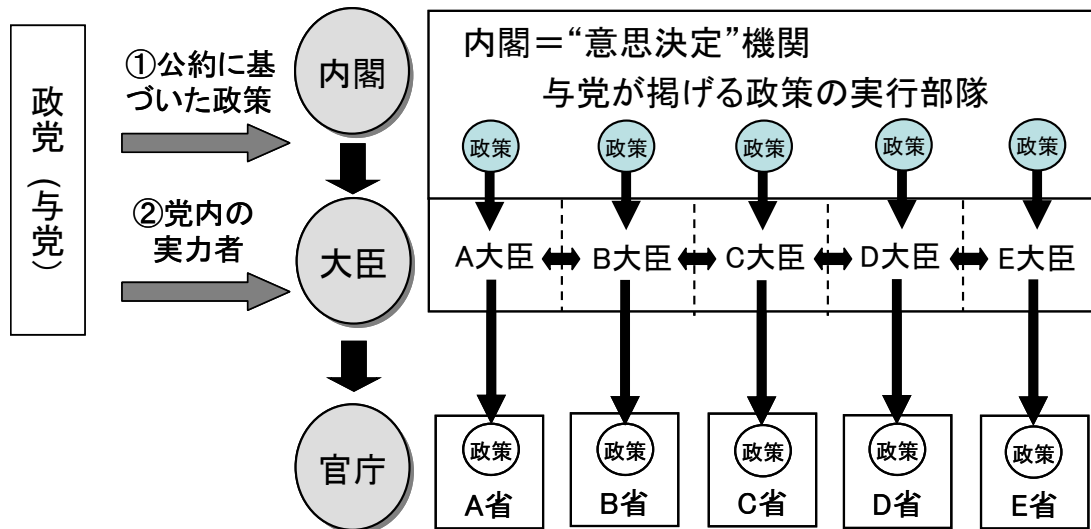 政党(与党)
①公約に基
づいた政策
②党内の
実力者
内閣
大臣
官庁
内閣=“意思決定”機関
与党が掲げる政策の実行部隊
政策 政策 政策 政策 政策
A大臣 B大臣 C大臣 D大臣 E大臣
政策 政策 政策 政策 政策
A省 B省 C省 D省 E省